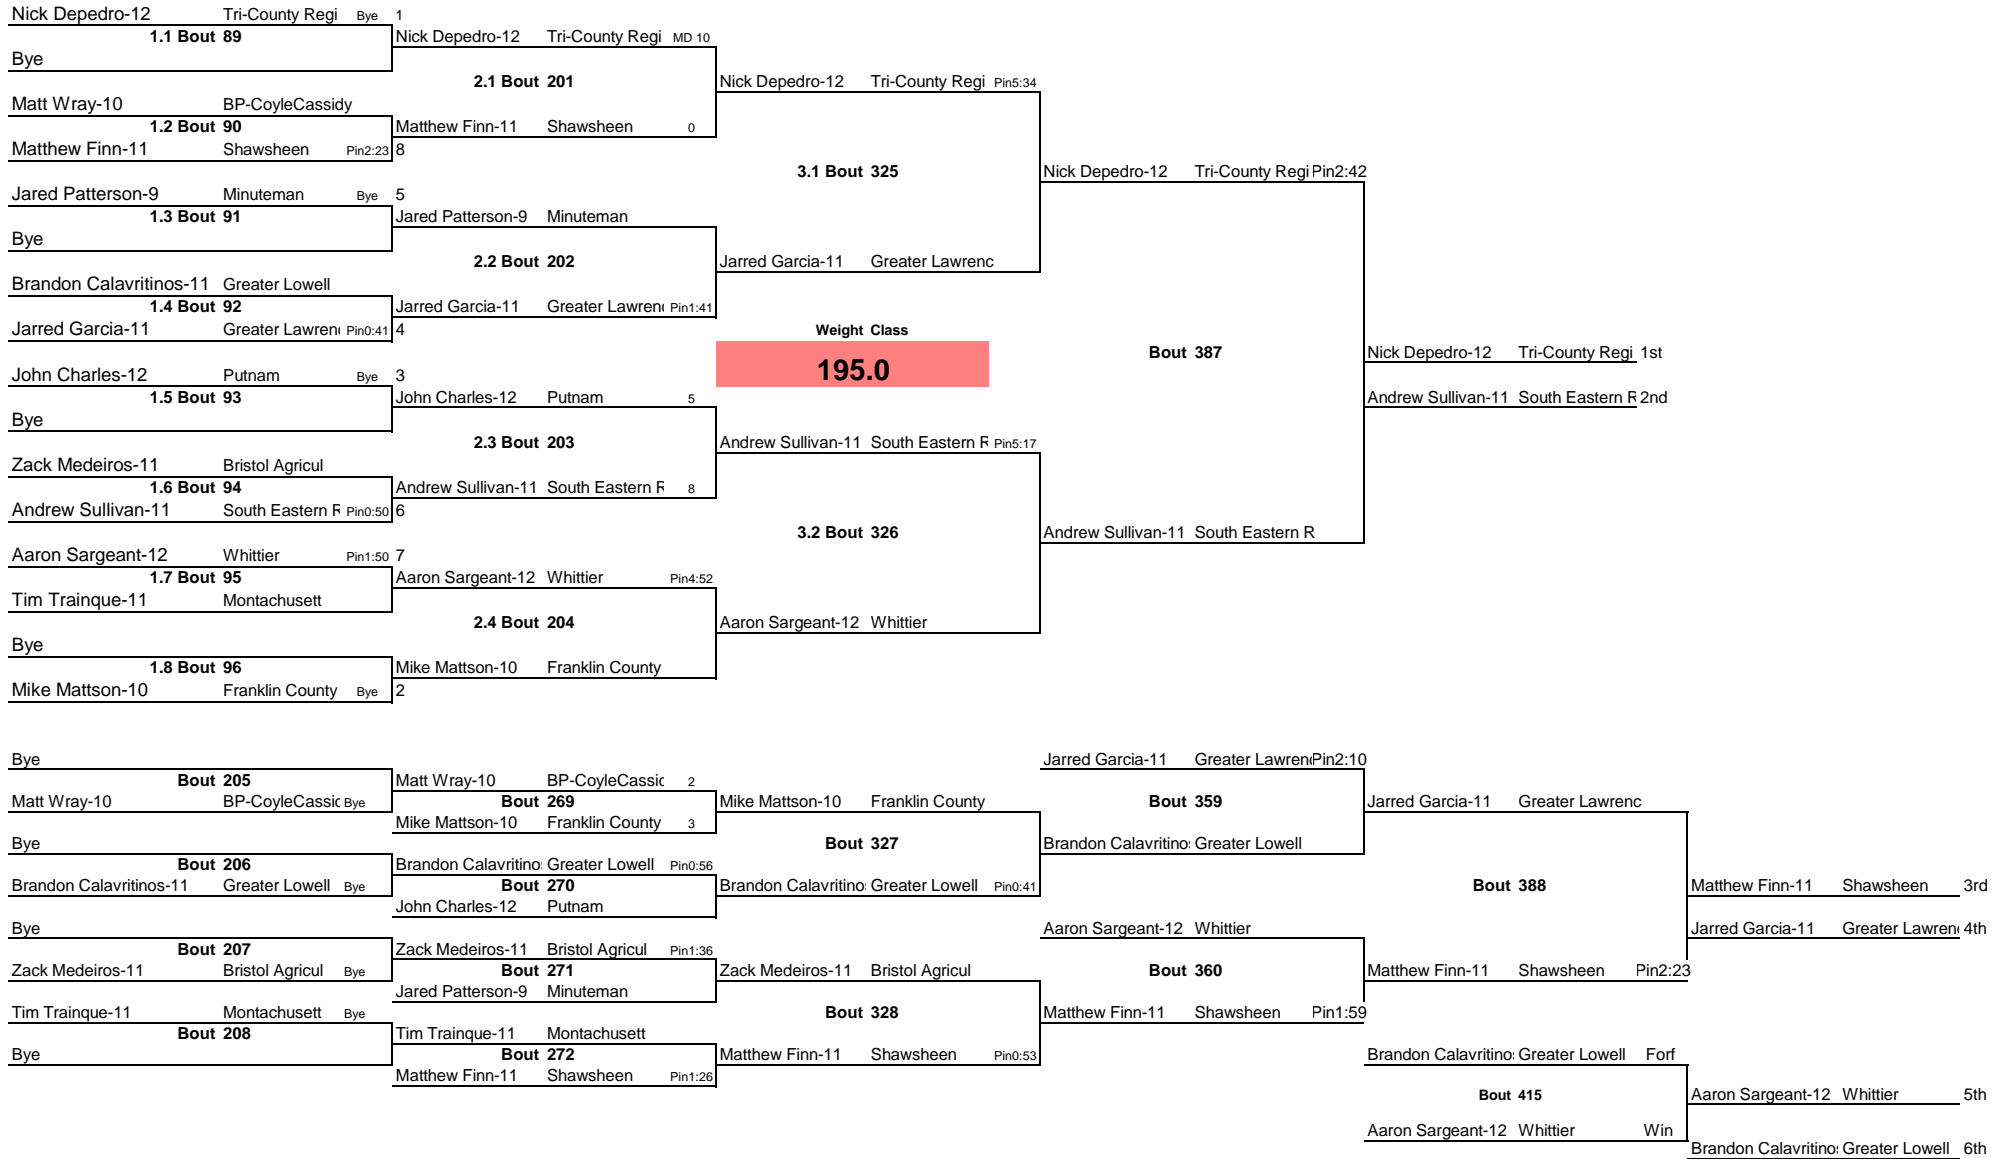 Nick Depedro-12 Tri-County Regi Bye 1
1.1 Bout 89 Nick Depedro-12 Tri-County Regi MD 10
Bye
2.1 Bout 201 Nick Depedro-12 Tri-County Regi Pin5:34
Matt Wray-10 BP-CoyleCassidy
1.2 Bout 90 Matthew Finn-11 Shawsheen 0
Matthew Finn-11 Shawsheen Pin2:23 8
3.1 Bout 325 Nick Depedro-12 Tri-County Regi Pin2:42
Jared Patterson-9 Minuteman Bye 5
1.3 Bout 91 Jared Patterson-9 Minuteman
Bye
2.2 Bout 202 Jarred Garcia-11 Greater Lawrenc
Brandon Calavritinos-11 Greater Lowell
1.4 Bout 92 Jarred Garcia-11 Greater Lawren Pin1:41
Jarred Garcia-11 Greater Lawren Pin0:41 4 Weight Class
Bout 387 Nick Depedro-12 Tri-County Regi 1st
195.0
John Charles-12 Putnam Bye 3
1.5 Bout 93 John Charles-12 Putnam 5 Andrew Sullivan-11 South Eastern R 2nd
Bye
2.3 Bout 203 Andrew Sullivan-11 South Eastern R Pin5:17
Zack Medeiros-11 Bristol Agricul
1.6 Bout 94 Andrew Sullivan-11 South Eastern R 8
Andrew Sullivan-11 South Eastern R Pin0:50 6
3.2 Bout 326 Andrew Sullivan-11 South Eastern R
Aaron Sargeant-12 Whittier Pin1:50 7
1.7 Bout 95 Aaron Sargeant-12 Whittier Pin4:52
Tim Trainque-11 Montachusett
2.4 Bout 204 Aaron Sargeant-12 Whittier
Bye
1.8 Bout 96 Mike Mattson-10 Franklin County
Mike Mattson-10 Franklin County Bye 2
Bye Jarred Garcia-11 Greater Lawren Pin2:10
Bout 205 Matt Wray-10 BP-CoyleCassic 2
Matt Wray-10 BP-CoyleCassic Bye Bout 269 Mike Mattson-10 Franklin County Bout 359 Jarred Garcia-11 Greater Lawrenc
Mike Mattson-10 Franklin County 3
Bye Bout 327 Brandon Calavritino Greater Lowell
Bout 206 Brandon Calavritino Greater Lowell Pin0:56
Brandon Calavritinos-11 Greater Lowell Bye Bout 270 Brandon Calavritino Greater Lowell Pin0:41 Bout 388 Matthew Finn-11 Shawsheen 3rd
John Charles-12 Putnam
Bye Aaron Sargeant-12 Whittier Jarred Garcia-11 Greater Lawren 4th
Bout 207 Zack Medeiros-11 Bristol Agricul Pin1:36
Zack Medeiros-11 Bristol Agricul Bye Bout 271 Zack Medeiros-11 Bristol Agricul Bout 360 Matthew Finn-11 Shawsheen Pin2:23
Jared Patterson-9 Minuteman
Tim Trainque-11 Montachusett Bye Bout 328 Matthew Finn-11 Shawsheen Pin1:59
Bout 208 Tim Trainque-11 Montachusett
Bye Bout 272 Matthew Finn-11 Shawsheen Pin0:53 Brandon Calavritino Greater Lowell Forf
Matthew Finn-11 Shawsheen Pin1:26
Bout 415 Aaron Sargeant-12 Whittier 5th
Aaron Sargeant-12 Whittier Win
Brandon Calavritino Greater Lowell 6th